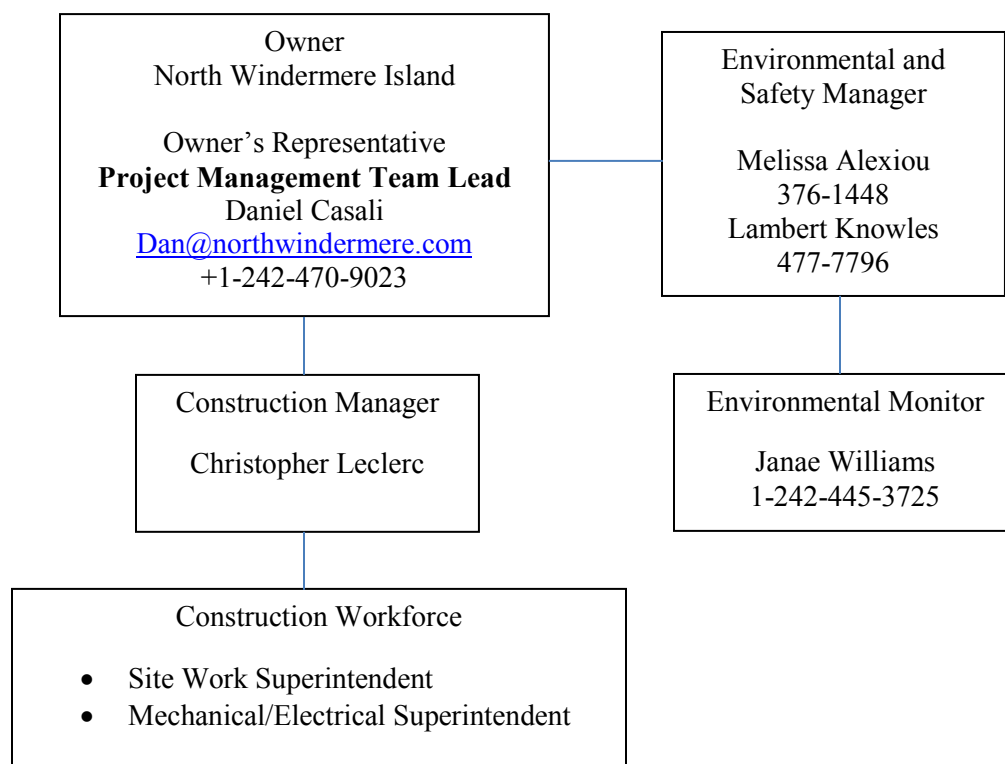 Owner
North Windermere Island
Owner’s Representative
Project Management Team Lead
Daniel Casali
Dan@northwindermere.com
+1-242-470-9023
Environmental and
Safety Manager
Melissa Alexiou
376-1448
Lambert Knowles
477-7796
Construction Manager
Christopher Leclerc
Environmental Monitor
Janae Williams
1-242-445-3725
Construction Workforce
• Site Work Superintendent
• Mechanical/Electrical Superintendent